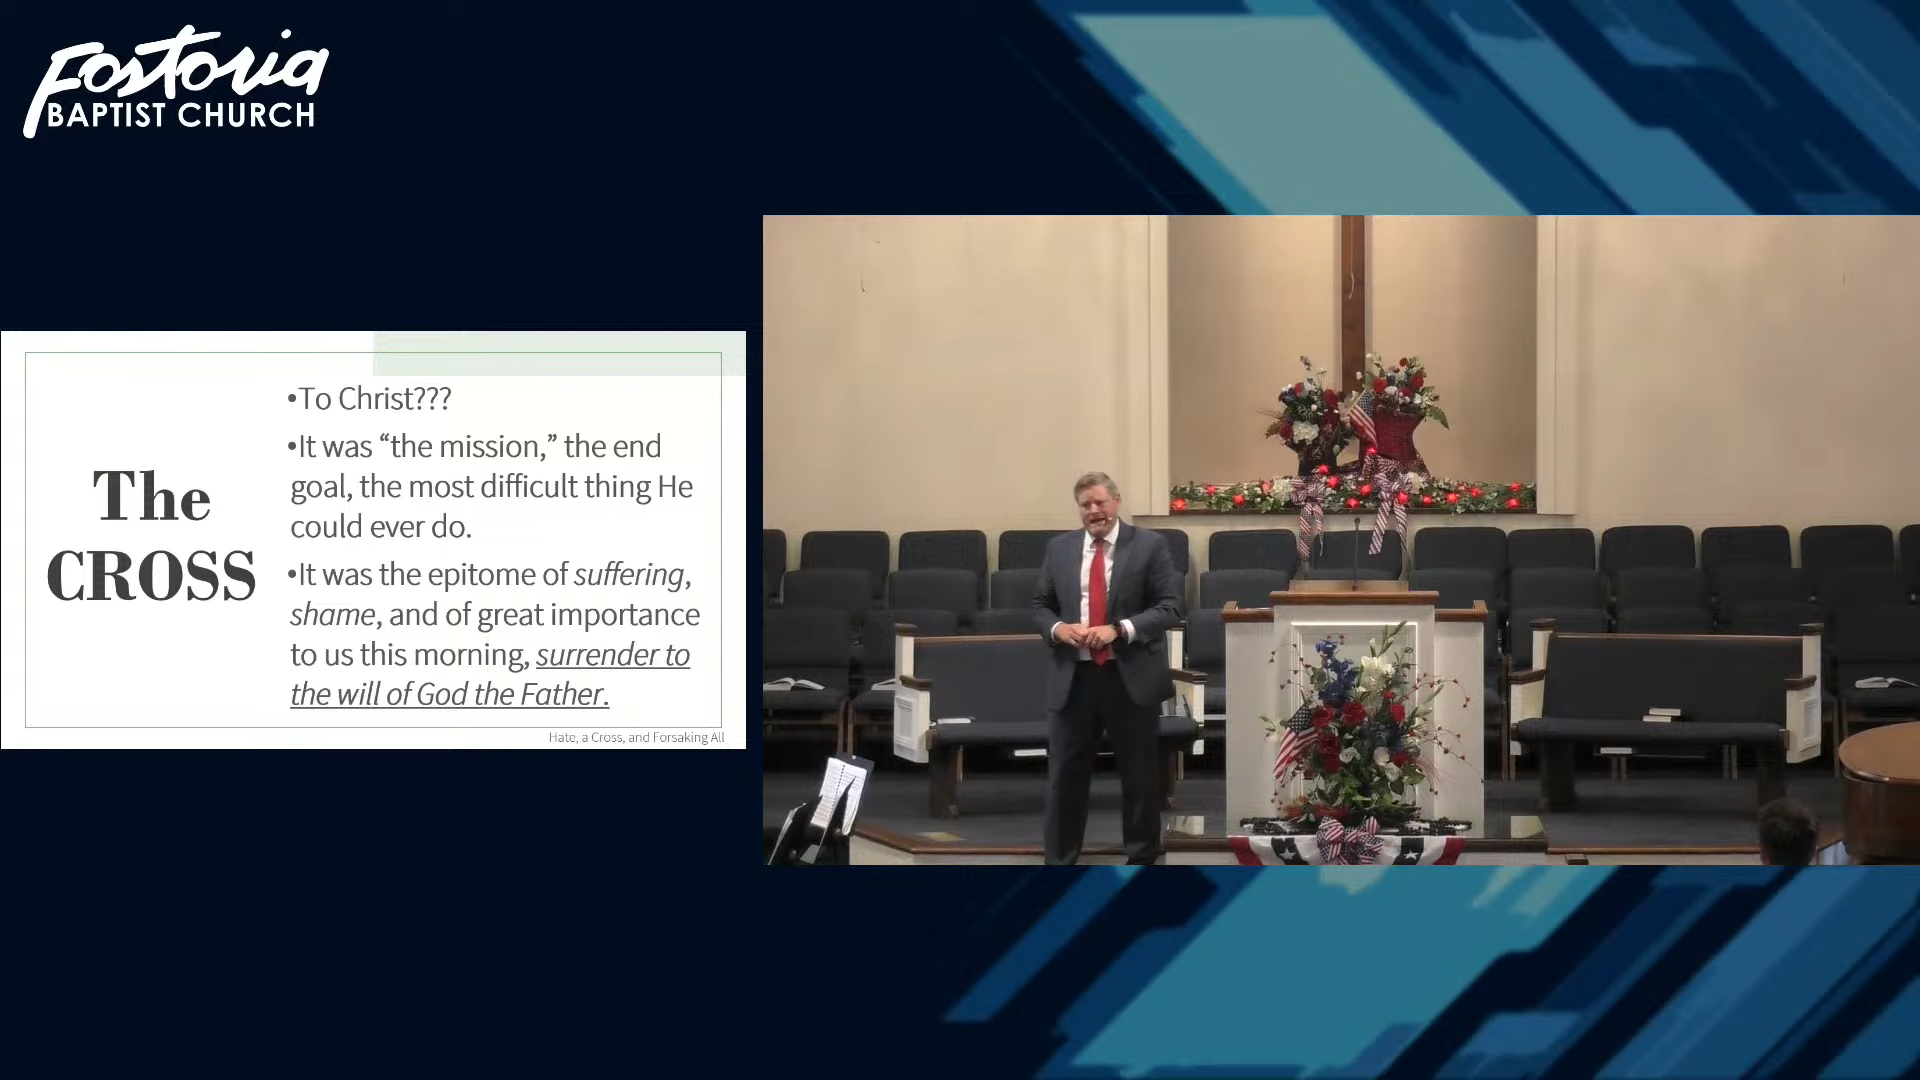 Fostoria
BAPTIST CHURCH
The
CROSS
•To Christ???
•It was “the mission,” the end
goal, the most difficult thing He
could ever do.
•It was the epitome of suffering,
shame, and of great importance
to us this morning, surrender to
the will of God the Father.
Hate, a Cross, and Forsaking All